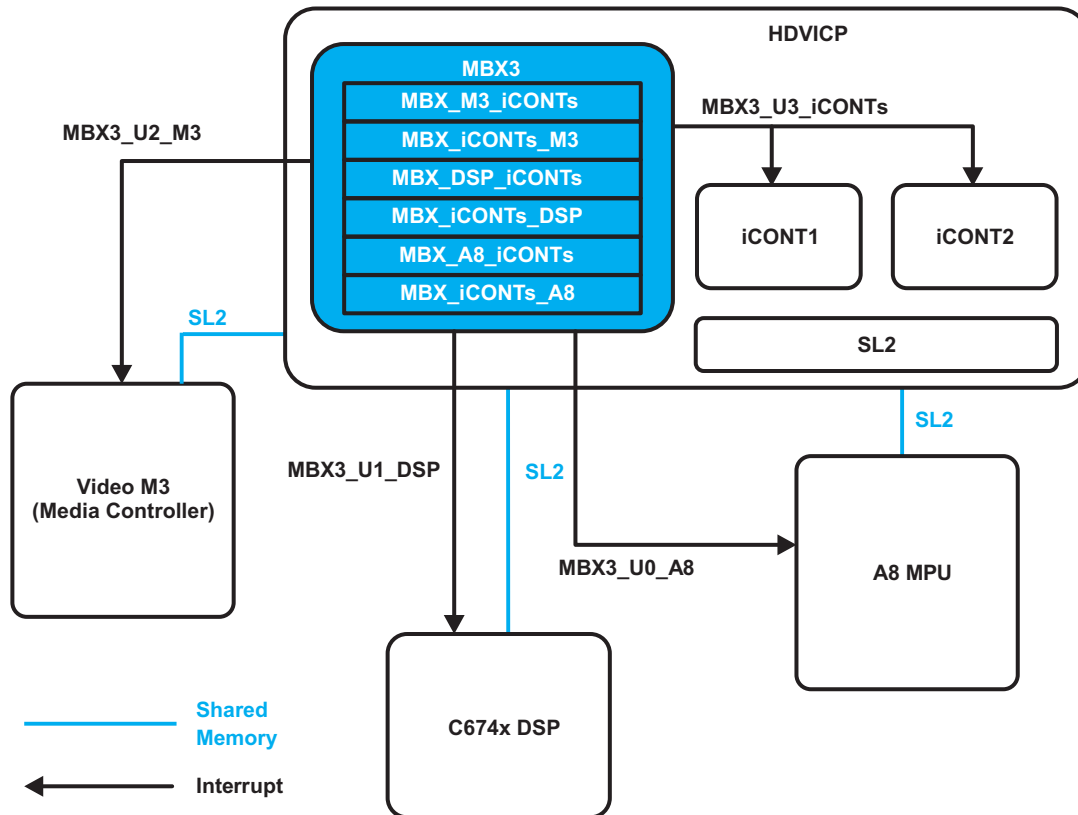 HDVICP
MBX3
MBX_M3_iCONTs
MBX_iCONTs_M3
MBX_DSP_iCONTs
MBX_iCONTs_DSP
MBX_A8_iCONTs
MBX_iCONTs_A8
MBX3_U3_iCONTs
MBX3_U2_M3
iCONT1
iCONT2
SL2
SL2
SL2
SL2
MBX3_U1_DSP
MBX3_U0_A8
Video M3
(Media Controller)
A8 MPU
C674x DSP
Shared
Memory
Interrupt